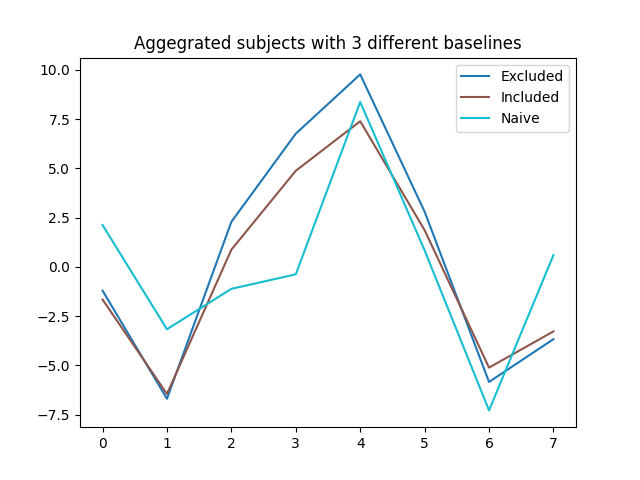 Aggegrated subjects with 3 different baselines
Excluded
Included
Naive
10.0
7.5
5.0
2.5
0.0
−2.5
−5.0
−7.5
0 1 2 3 4 5 6 7